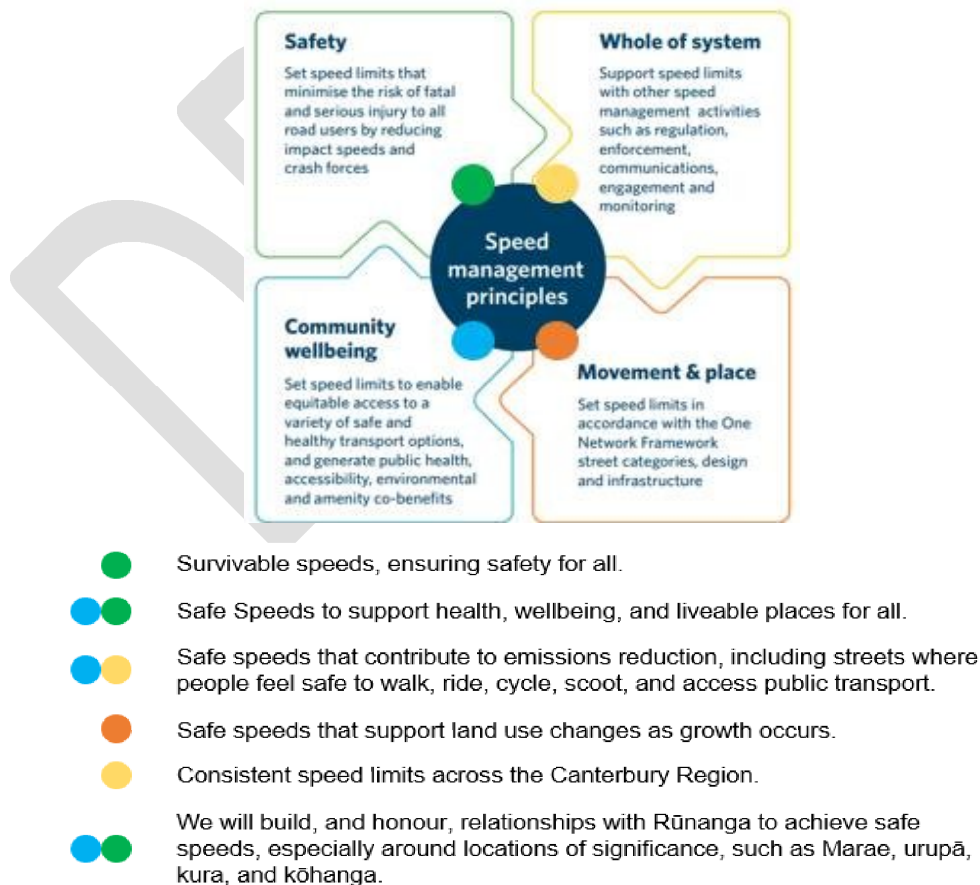 Safety
Set speed limits that
minimise the risk of fatal
and serious injury to all
road users by reducing
impact speeds and
crash forces
Whole of system
Support speed limits
with other speed
management activities
such as regulation,
enforcement,
communications,
engagement and
monitoring
Speed
management
principles
Community
wellbeing
Set speed limits to enable
equitable access to a
variety of safe and
healthy transport options,
and generate public health,
accessibility, environmental
and amenity co-benefits
Movement & place
Set speed limits in
accordance with the One
Network Framework
street categories, design
and infrastructure
Survivable speeds, ensuring safety for all.
Safe Speeds to support health, wellbeing, and liveable places for all.
Safe speeds that contribute to emissions reduction, including streets where
people feel safe to walk, ride, cycle, scoot, and access public transport.
Safe speeds that support land use changes as growth occurs.
Consistent speed limits across the Canterbury Region.
We will build, and honour, relationships with Rūnanga to achieve safe
speeds, especially around locations of significance, such as Marae, urupā,
kura, and kōhanga.